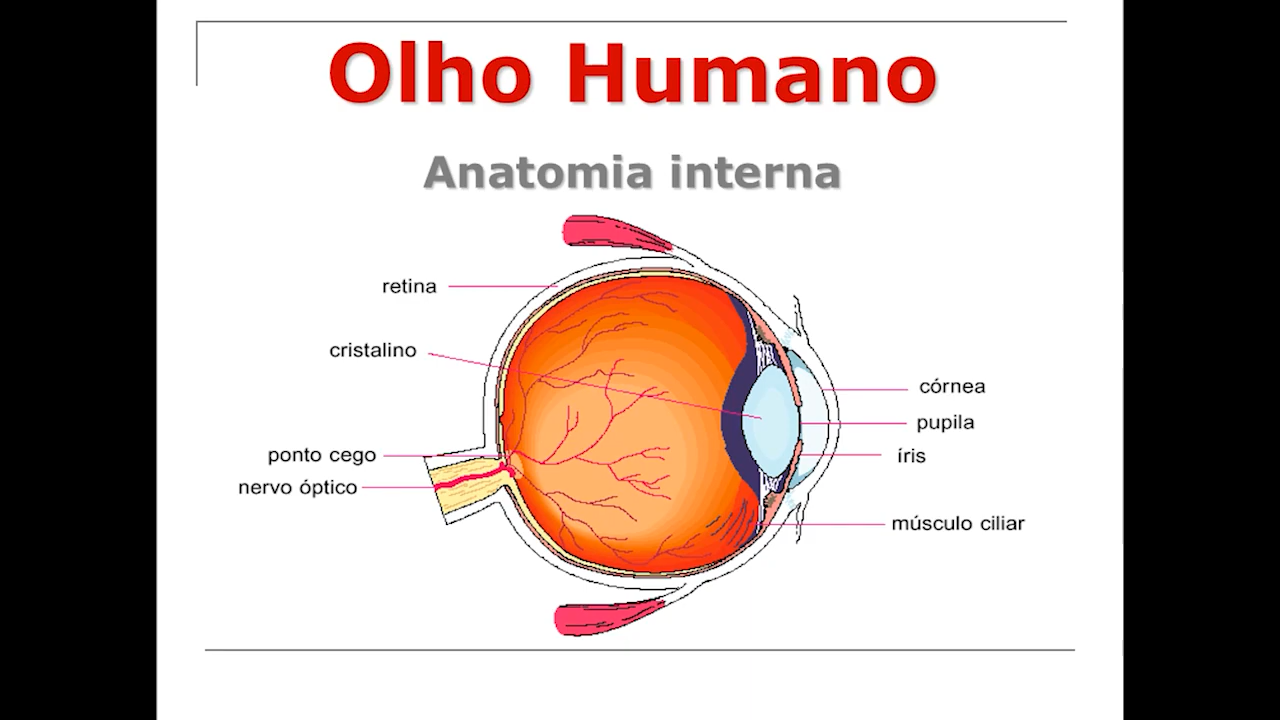 Olho Humano
Anatomia interna
retina
cristalino
córnea
pupila
ponto cego
íris
nervo óptico
músculo ciliar